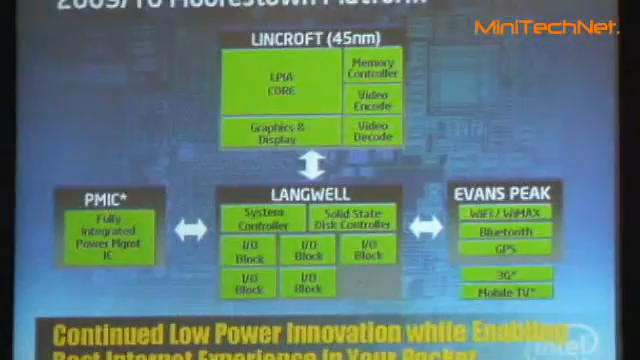 2009/10 Moorestown Platform
MiniTechNet.
LINCROFT (45nm)
LPIA
CORE
Memory
Controller
Video
Encode
Graphics &
Display
Video
Decode
PMIC*
Fully
Integrated
Power Mgmt
IC
LANGWELL
System
Controller
Solid State
Disk Controller
I/O
Block
I/O
Block
I/O
Block
I/O
Block
I/O
Block
EVANS PEAK
WiFi / WiMAX
Bluetooth
GPS
3G*
Mobile TV*
Continued Low Power Innovation while Enabling
Best Internet Experience in Your Pocket
intel